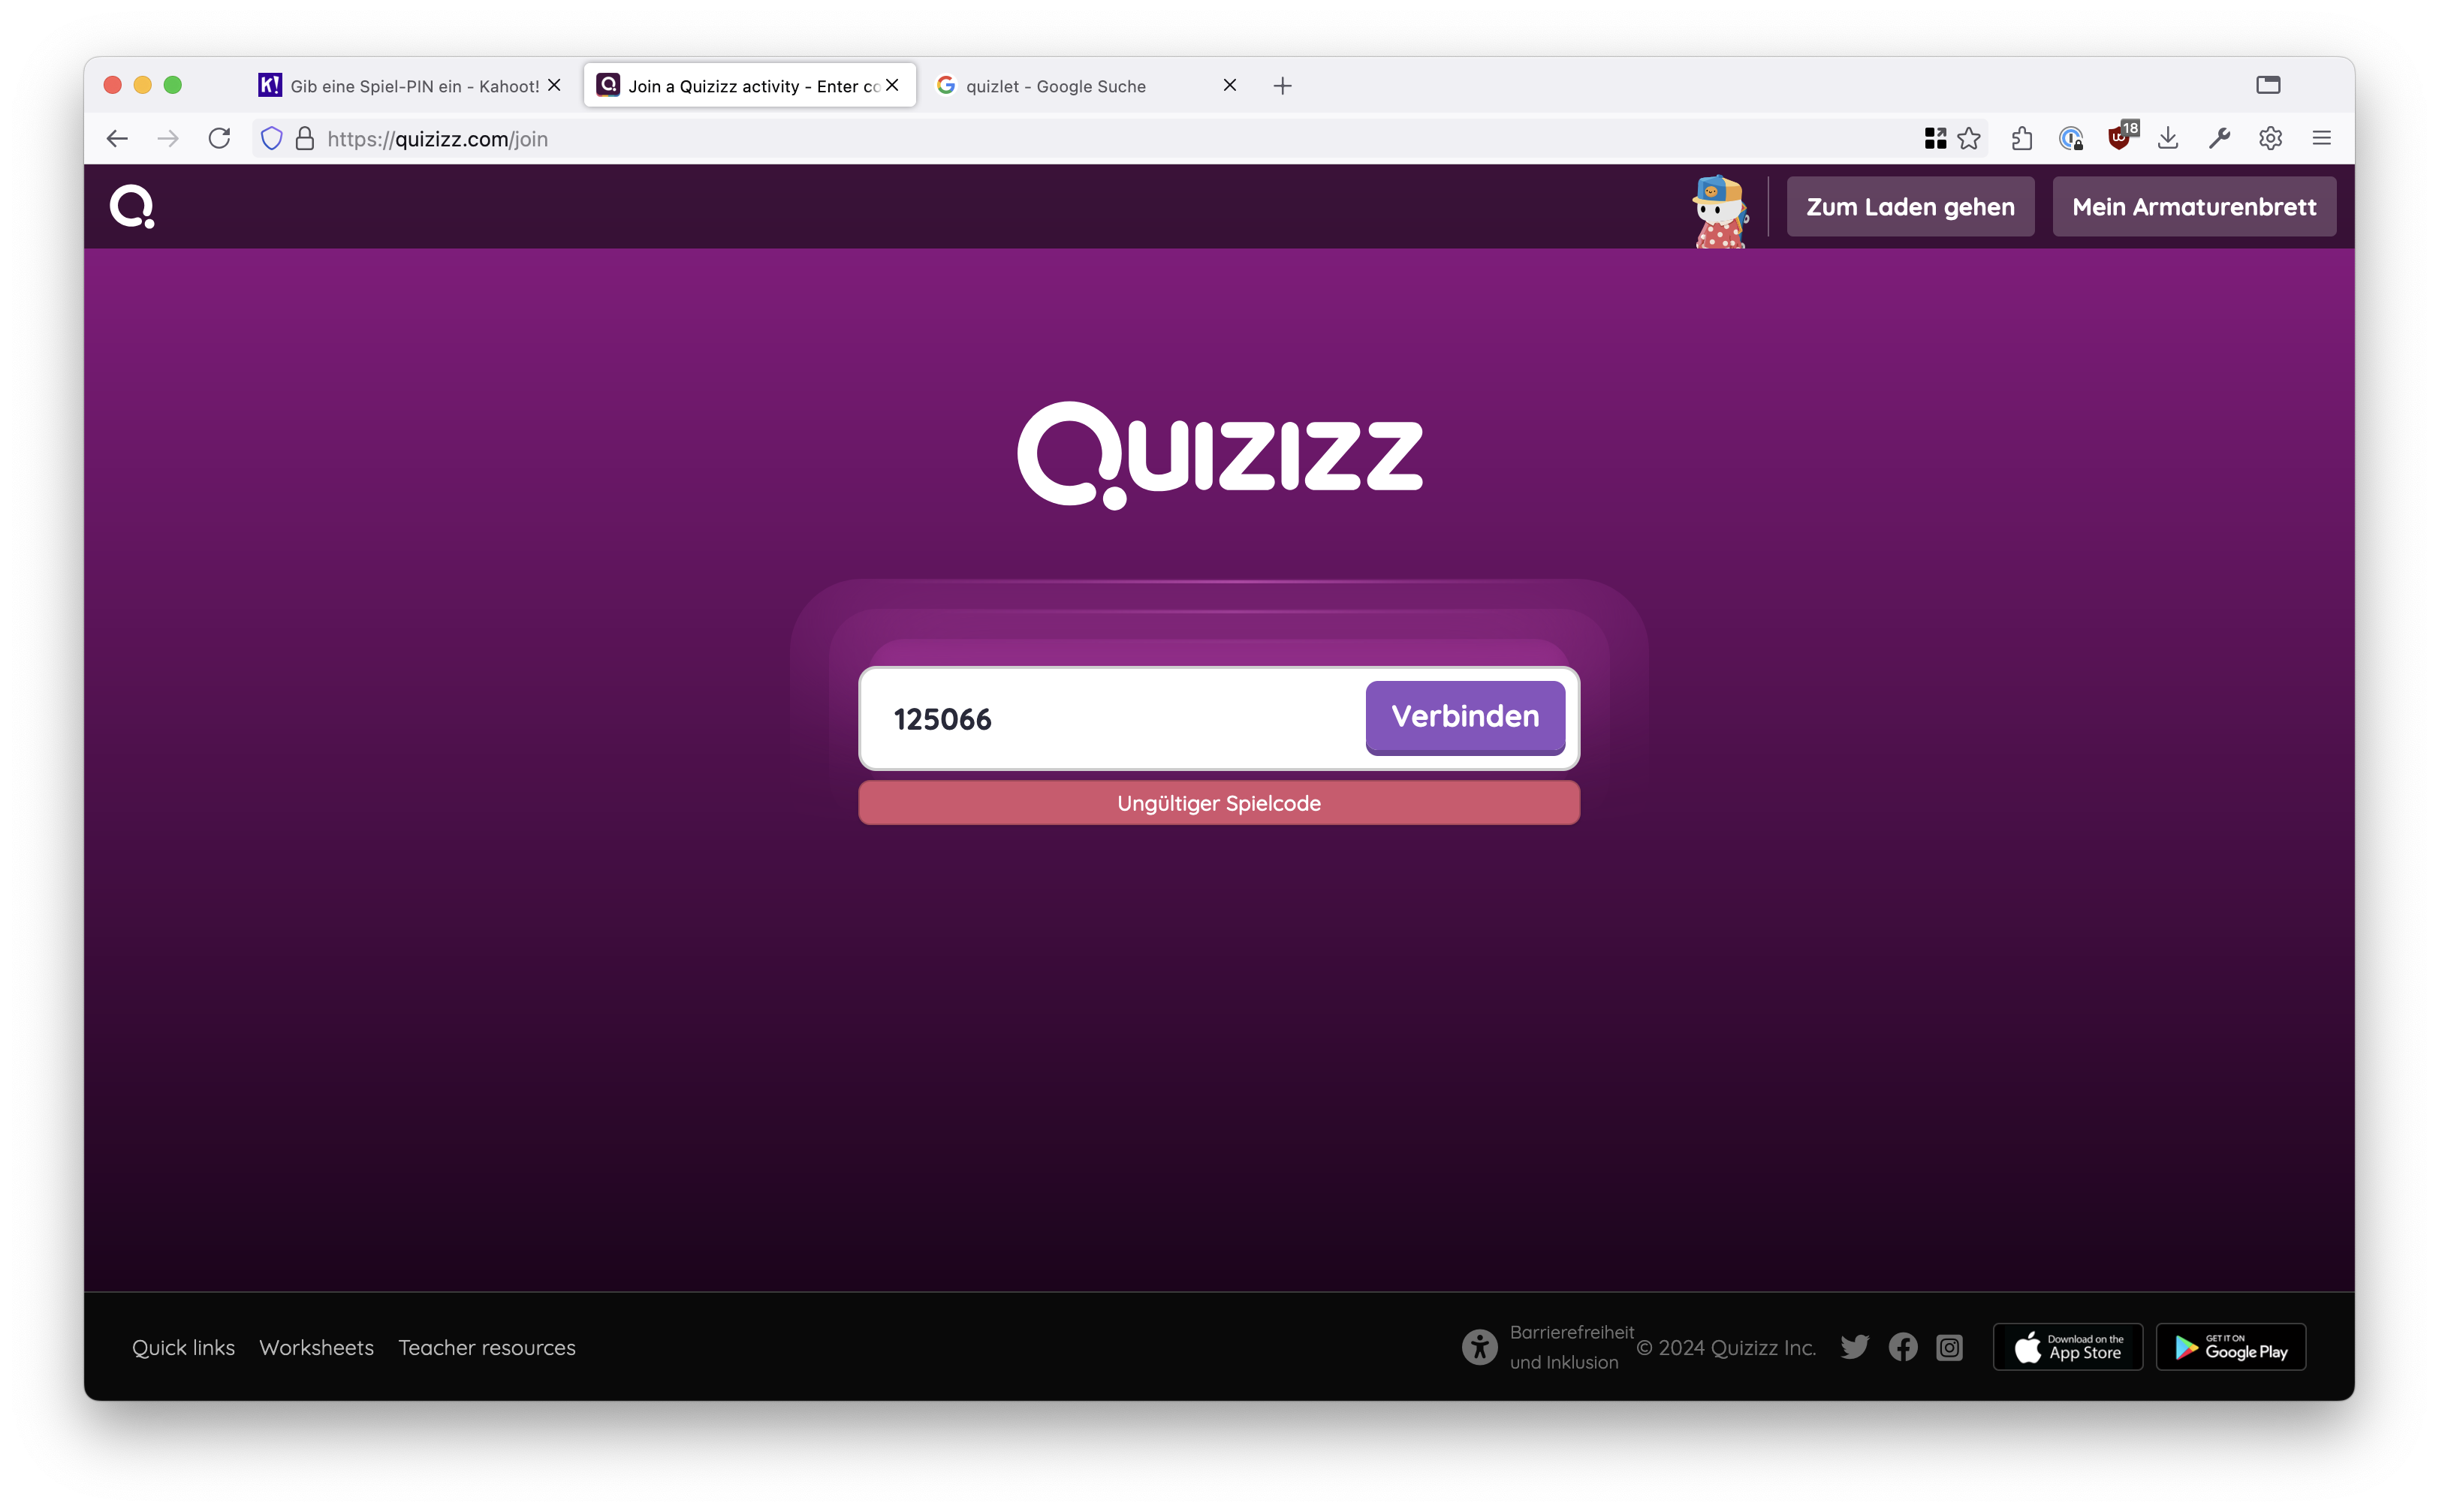 K! Gib eine Spiel-PIN ein - Kahoot!
Join a Quizizz activity - Enter co
quizlet - Google Suche
https://quizizz.com/join
18
Zum Laden gehen
Mein Armaturenbrett
Quizizz
125066
Verbinden
Ungültiger Spielcode
Quick links
Worksheets
Teacher resources
Barrierefreiheit
und Inklusion
© 2024 Quizizz Inc.
Download on the
App Store
GET IT ON
Google Play